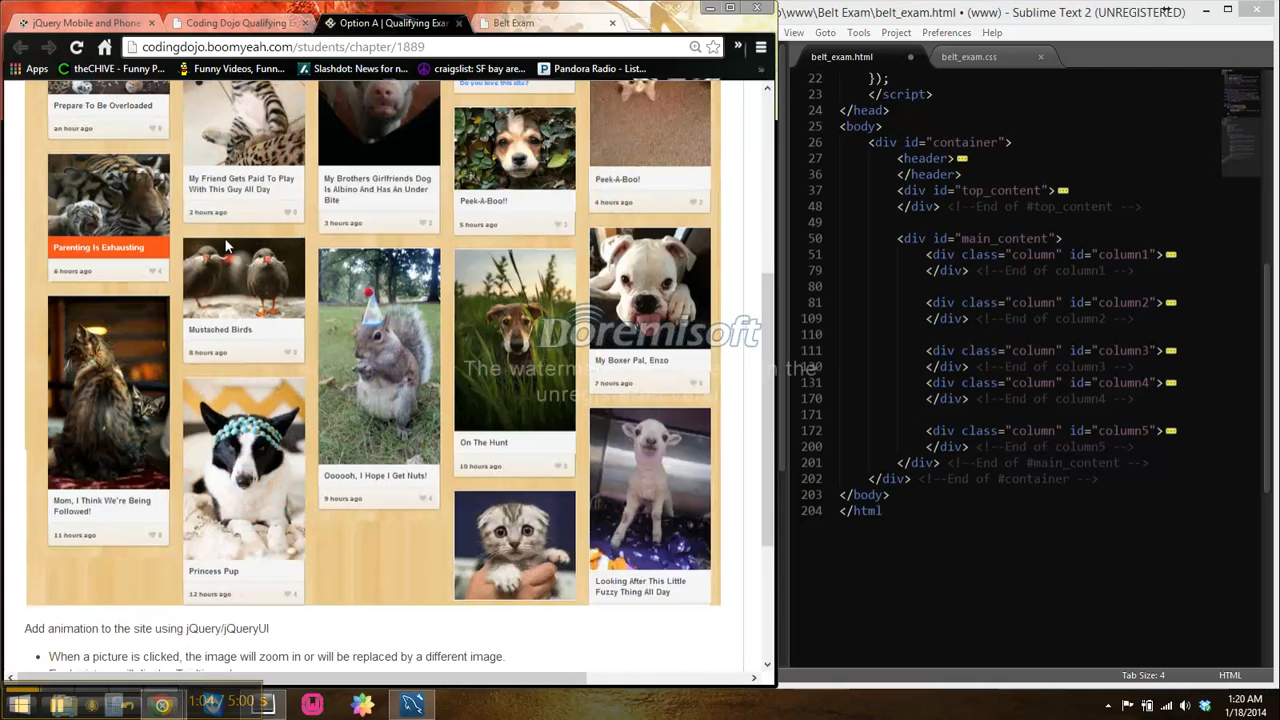 jQuery Mobile and Phone
Coding Dojo Qualifying E
Option A | Qualifying Exa
Belt Exam
\www\Belt Exam\belt_exam.html • (www) - Sublime Text 2 (UNREGISTERED)
codingdojo.boomyeah.com/students/chapter/1889
View Goto Tools Project Preferences Help
Apps
theCHIVE - Funny P...
Funny Videos, Funn...
Slashdot: News for n...
craigslist: SF bay are...
Pandora Radio - List...
belt_exam.html
belt_exam.css
Do you love this site?
Prepare To Be Overloaded
an hour ago
My Friend Gets Paid To Play
With This Guy All Day
2 hours ago
My Brothers Girlfriends Dog
Is Albino And Has An Under
Bite
3 hours ago
Peek-A-Boo!!
5 hours ago
Peek-A-Boo!
4 hours ago
Parenting Is Exhausting
6 hours ago
Mustached Birds
8 hours ago
My Boxer Pal, Enzo
7 hours ago
Mom, I Think We're Being
Followed!
11 hours ago
Oooooh, I Hope I Get Nuts!
9 hours ago
On The Hunt
10 hours ago
Princess Pup
12 hours ago
Looking After This Little
Fuzzy Thing All Day
Doremisoft
The watermark
in the
unregistered version
Add animation to the site using jQuery/jQueryUI
• When a picture is clicked, the image will zoom in or will be replaced by a different image.
22 });
23 </script>
24 </head>
25 <body>
26 <div id="container">
27 <header>
36 </header>
37 <div id="top_content">
48 </div> <!--End of #top_content -->
49
50 <div id="main_content">
51 <div class="column" id="column1">
79 </div> <!--End of column1 -->
80
81 <div class="column" id="column2">
109 </div> <!--End of column2 -->
110
111 <div class="column" id="column3">
130 </div> <!--End of column3 -->
131 <div class="column" id="column4">
170 </div> <!--End of column4 -->
171
172 <div class="column" id="column5">
200 </div> <!--End of column5 -->
201 </div> <!--End of #main_content -->
202 </div> <!--End of #container -->
203 </body>
204 </html
Tab Size: 4
HTML
1:04 / 5:00
1:20 AM
1/18/2014